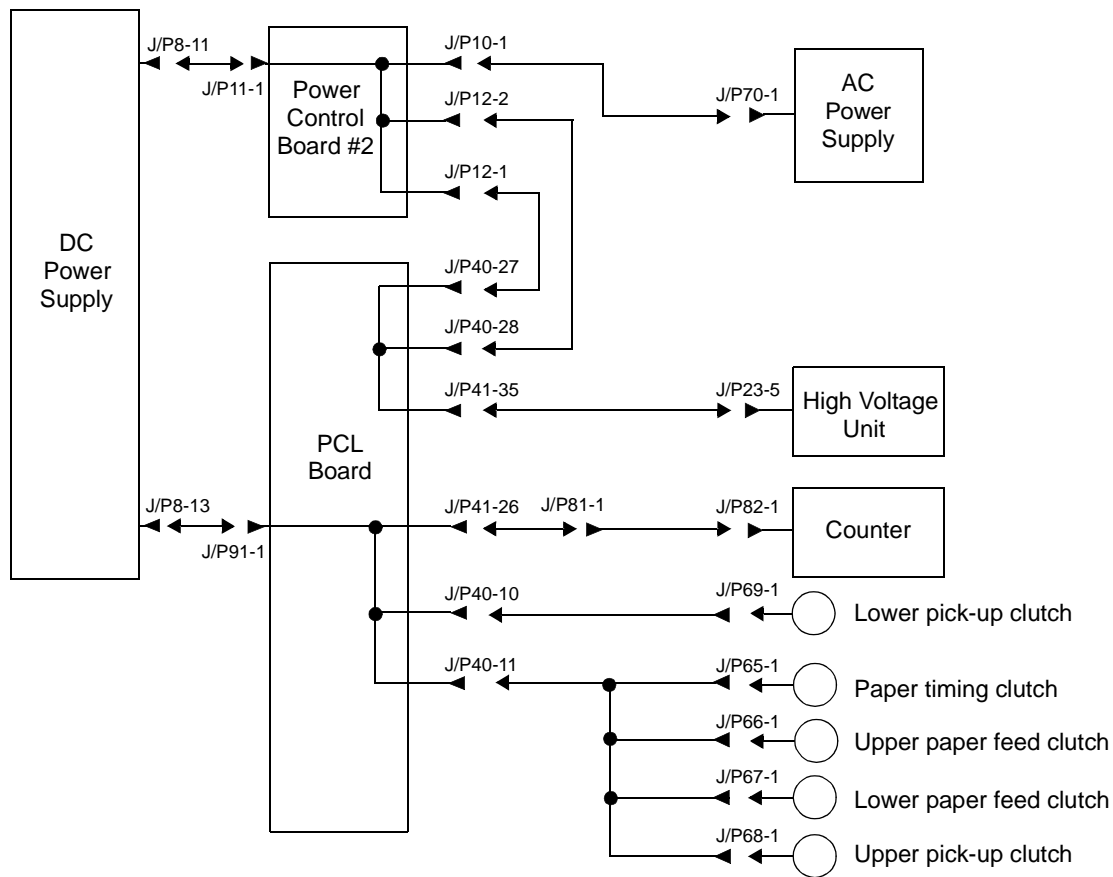 J/P8-11
J/P11-1
Power
Control
Board #2
J/P10-1
J/P12-2
J/P12-1
J/P70-1
AC
Power
Supply
DC
Power
Supply
PCL
Board
J/P40-27
J/P40-28
J/P41-35
J/P23-5
High Voltage
Unit
J/P8-13
J/P91-1
J/P41-26
J/P81-1
J/P82-1
Counter
J/P40-10
J/P69-1
Lower pick-up clutch
J/P40-11
J/P65-1
Paper timing clutch
J/P66-1
Upper paper feed clutch
J/P67-1
Lower paper feed clutch
J/P68-1
Upper pick-up clutch